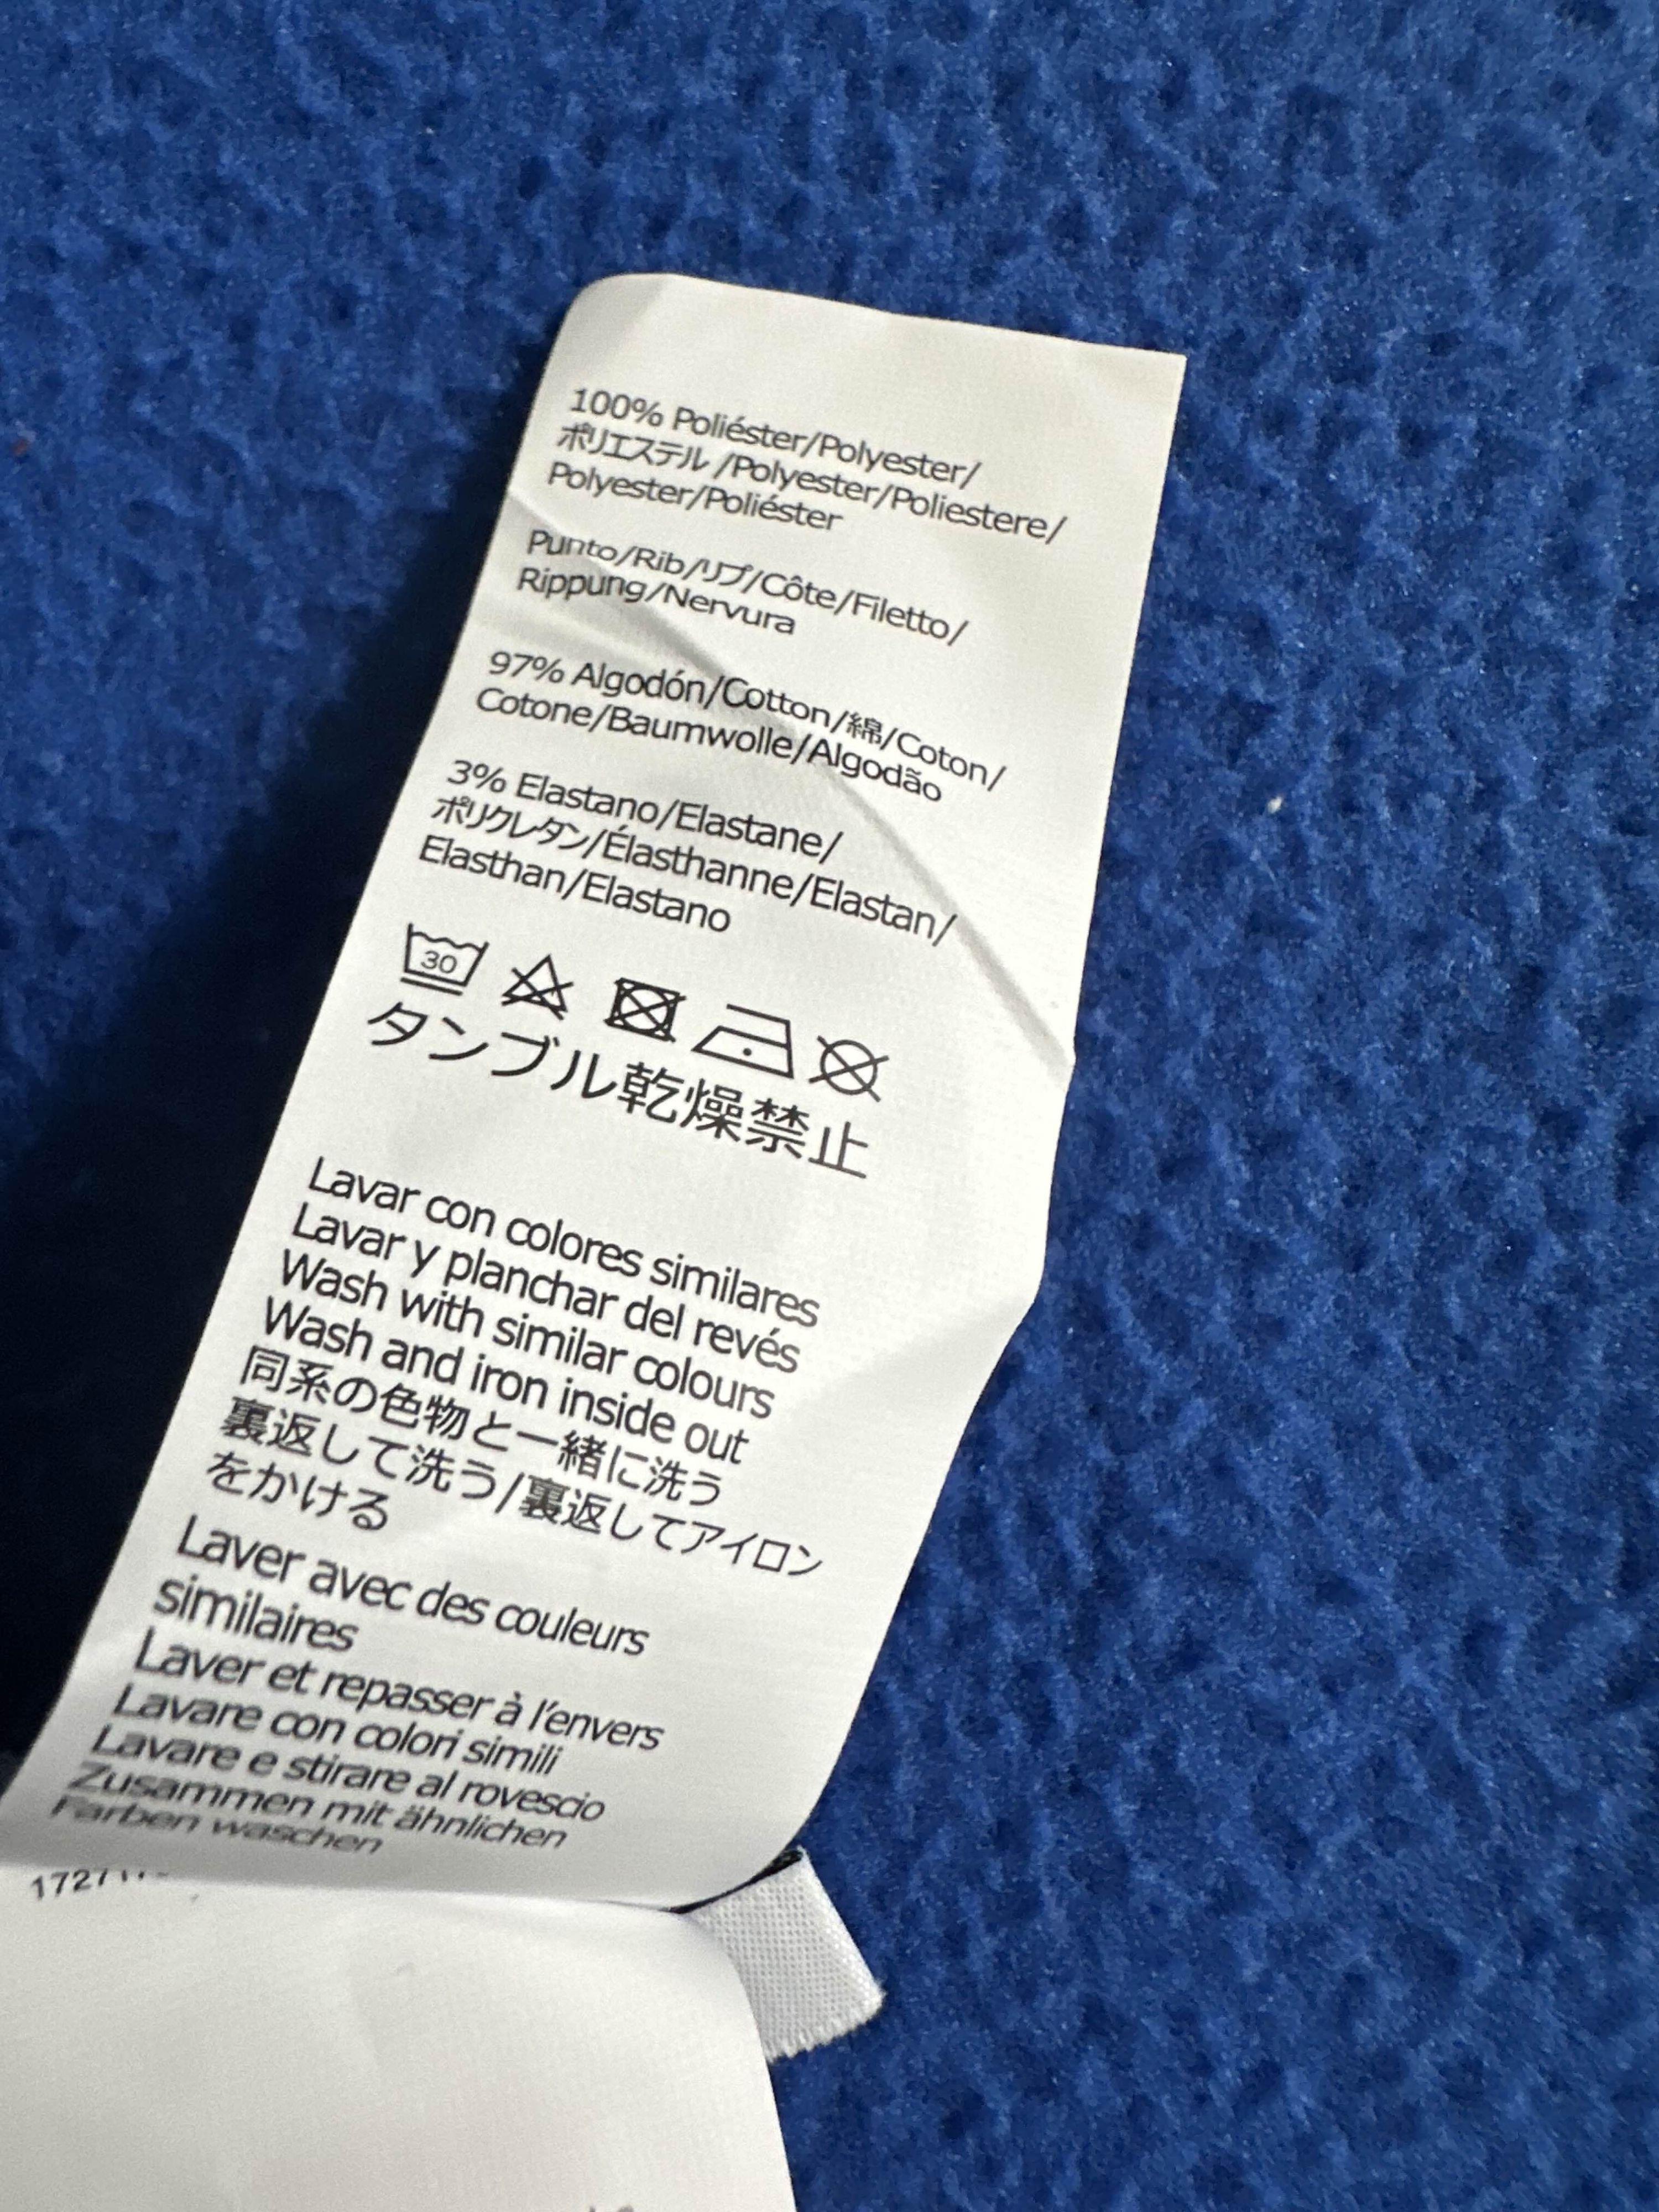 100% Poliéster/Polyester/
ポリエステル /Polyester/Poliestere/
Polyester/Poliéster
Punto/Rib/リブ/Côte/Filetto/
Rippung/Nervura
97% Algodón/Cotton/綿/Coton/
Cotone/Baumwolle/Algodão
3% Elastano/Elastane/
ポリクレタン/Élasthanne/Elastan/
Elasthan/Elastano
30
タンブル乾燥禁止
Lavar con colores similares
Lavar y planchar del revés
Wash with similar colours
Wash and iron inside out
同系の色物と一緒に洗う
裏返して洗う/裏返してアイロン
をかける
Laver avec des couleurs
similaires
Laver et repasser à l'envers
Lavare con colori simili
Lavare e stirare al rovescio
Zusammen mit ähnlichen
Farben waschen